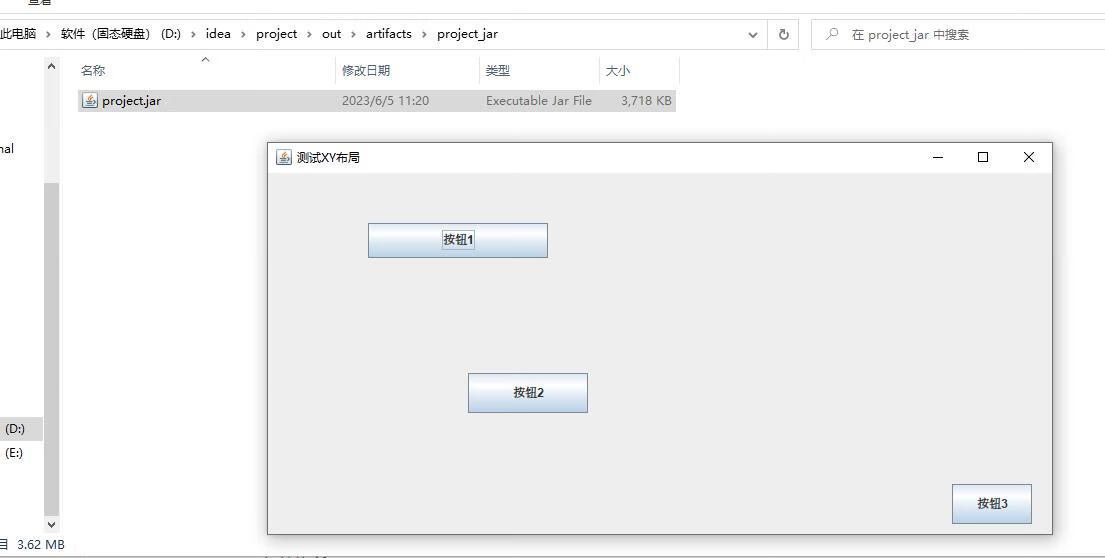 查看
此电脑 › 软件（固态硬盘） (D:) › idea › project › out › artifacts › project_jar
在 project_jar 中搜索
名称 修改日期 类型 大小
project.jar 2023/6/5 11:20 Executable Jar File 3,718 KB
测试XY布局
nal
按钮1
按钮2
(D:)
(E:)
按钮3
3.62 MB